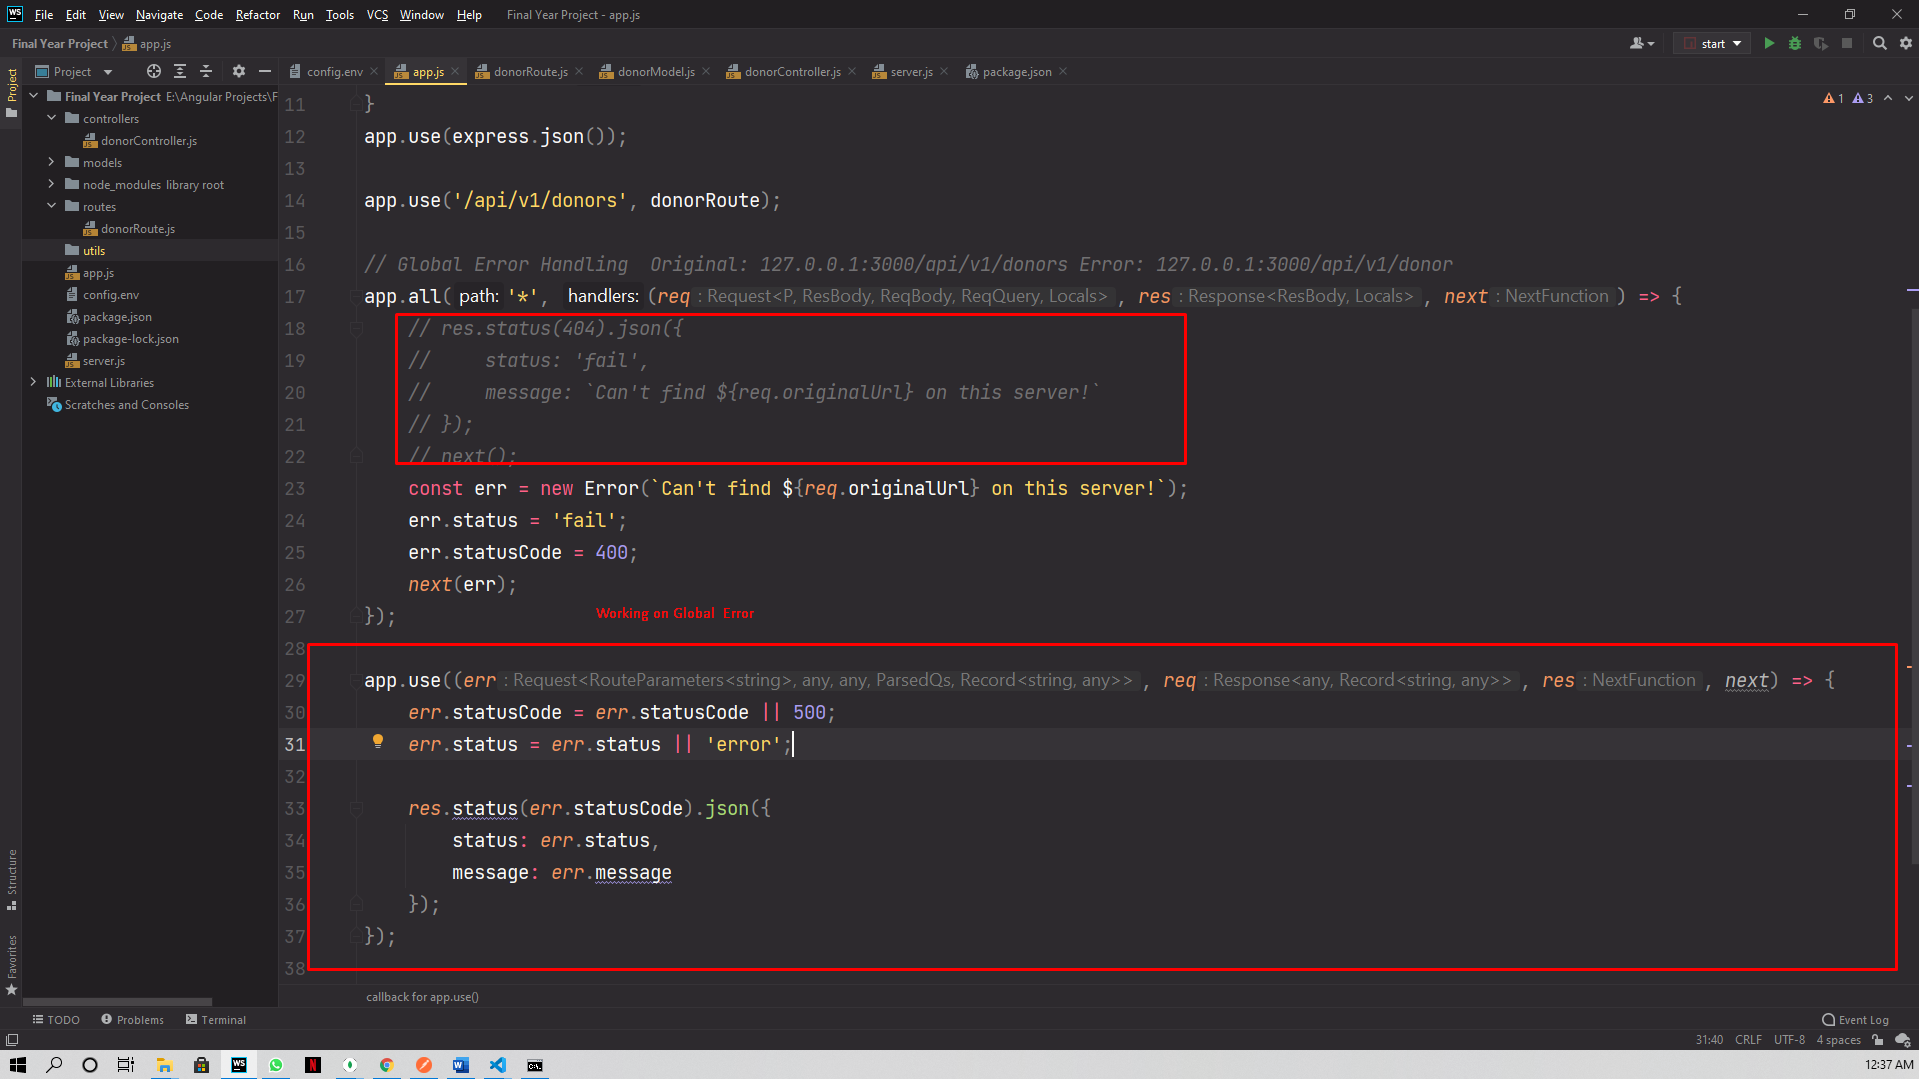 WS File Edit View Navigate Code Refactor Run Tools VCS Window Help Final Year Project - app.js
Final Year Project app.js start
Project
Project
config.env app.js donorRoute.js donorModel.js donorController.js server.js package.json
Final Year Project E:\Angular Projects\F
controllers
donorController.js
models
node_modules library root
routes
donorRoute.js
utils
app.js
config.env
package.json
package-lock.json
server.js
External Libraries
Scratches and Consoles
1 3
11 }
12 app.use(express.json());
13
14 app.use('/api/v1/donors', donorRoute);
15
16 // Global Error Handling  Original: 127.0.0.1:3000/api/v1/donors Error: 127.0.0.1:3000/api/v1/donor
17 app.all( path: '*', handlers: (req : Request<P, ResBody, ReqBody, ReqQuery, Locals> , res : Response<ResBody, Locals> , next : NextFunction ) => {
18 // res.status(404).json({
19 //     status: 'fail',
20 //     message: `Can't find ${req.originalUrl} on this server!`
21 // });
22 // next();
23 const err = new Error(`Can't find ${req.originalUrl} on this server!`);
24 err.status = 'fail';
25 err.statusCode = 400;
26 next(err);
27 });
Working on Global  Error
28
29 app.use((err : Request<RouteParameters<string>, any, any, ParsedQs, Record<string, any>> , req : Response<any, Record<string, any>> , res : NextFunction , next) => {
30 err.statusCode = err.statusCode || 500;
31 err.status = err.status || 'error';
32
33 res.status(err.statusCode).json({
34 status: err.status,
35 message: err.message
36 });
37 });
38
callback for app.use()
Structure
Favorites
TODO Problems Terminal Event Log
31:40 CRLF UTF-8 4 spaces
12:37 AM